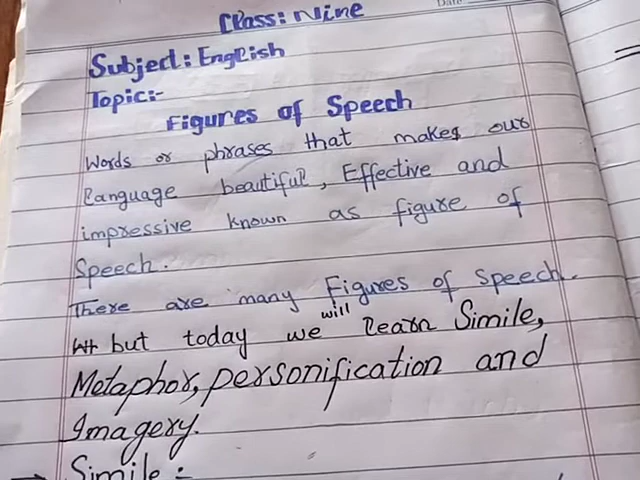 Date
Class: Nine
Subject: English
Topic:-
Figures of Speech
Words or phrases that makes our
language beautiful, Effective and
impressive known as figure of
Speech.
There are many Figures of Speech.
but today we will learn Simile,
Metaphor, personification and
Imagery.
→ Simile :